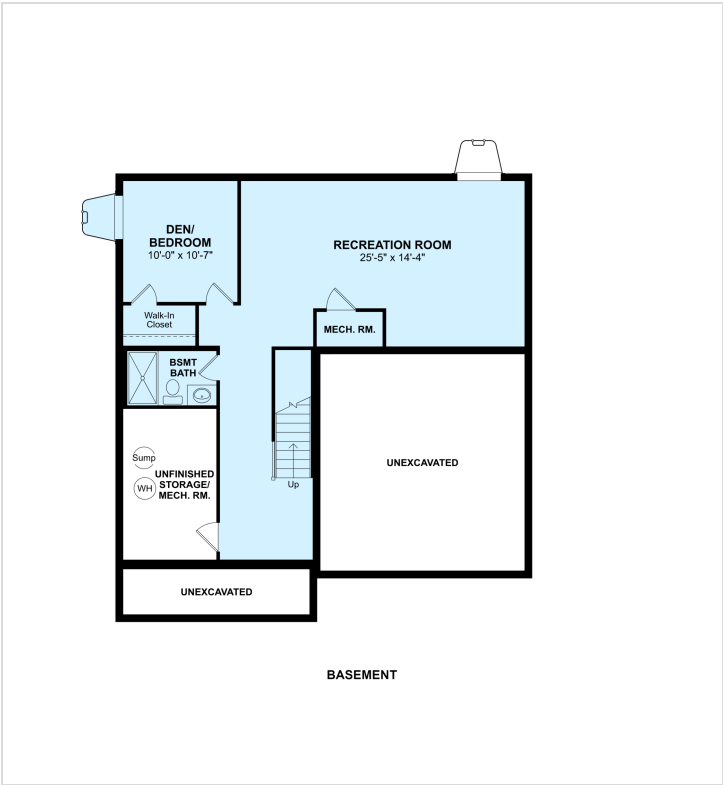 DEN/
BEDROOM
10'-0" x 10'-7"
RECREATION ROOM
25'-5" x 14'-4"
Walk-In
Closet
MECH. RM.
BSMT
BATH
UNEXCAVATED
Sump
WH
UNFINISHED
STORAGE/
MECH. RM.
Up
UNEXCAVATED
BASEMENT